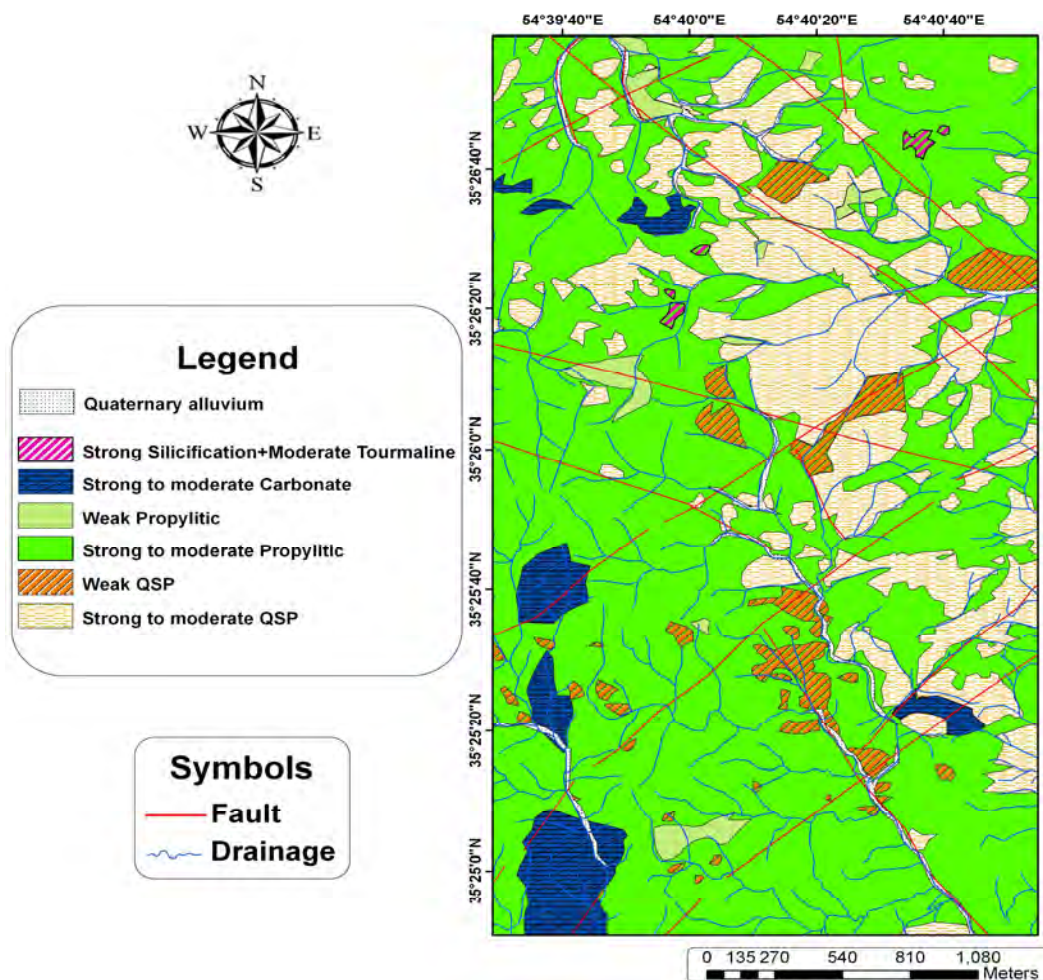 54°39'40"E 54°40'0"E 54°40'20"E 54°40'40"E
N
W E
S
35°26'40"N
35°26'20"N
35°26'0"N
35°25'40"N
35°25'20"N
35°25'0"N
Legend
Quaternary alluvium
Strong Silicification+Moderate Tourmaline
Strong to moderate Carbonate
Weak Propylitic
Strong to moderate Propylitic
Weak QSP
Strong to moderate QSP
Symbols
Fault
Drainage
0 135 270 540 810 1,080
Meters